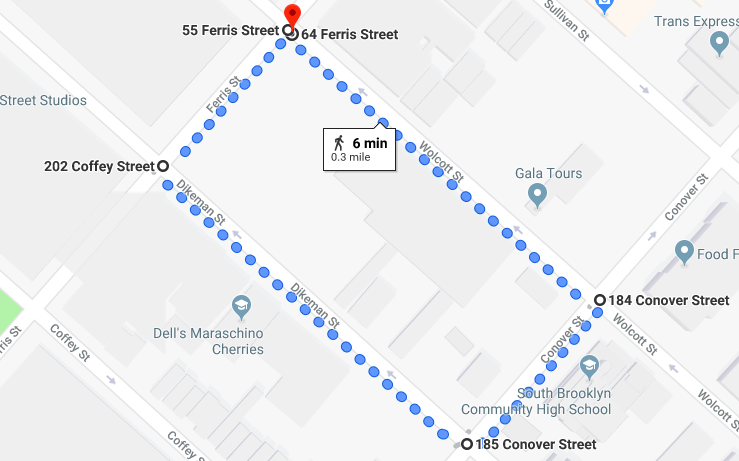 Sullivan St
Trans Express
55 Ferris Street
64 Ferris Street
Street Studios
Ferris St
6 min
0.3 mile
Wolcott St
202 Coffey Street
Gala Tours
Dikeman St
Conover St
Food F
Dikeman St
184 Conover Street
Dell's Maraschino
Cherries
Conover St
Wolcott St
rris St
Coffey St
South Brooklyn
Community High School
Wolcott St
185 Conover Street
Coffey St